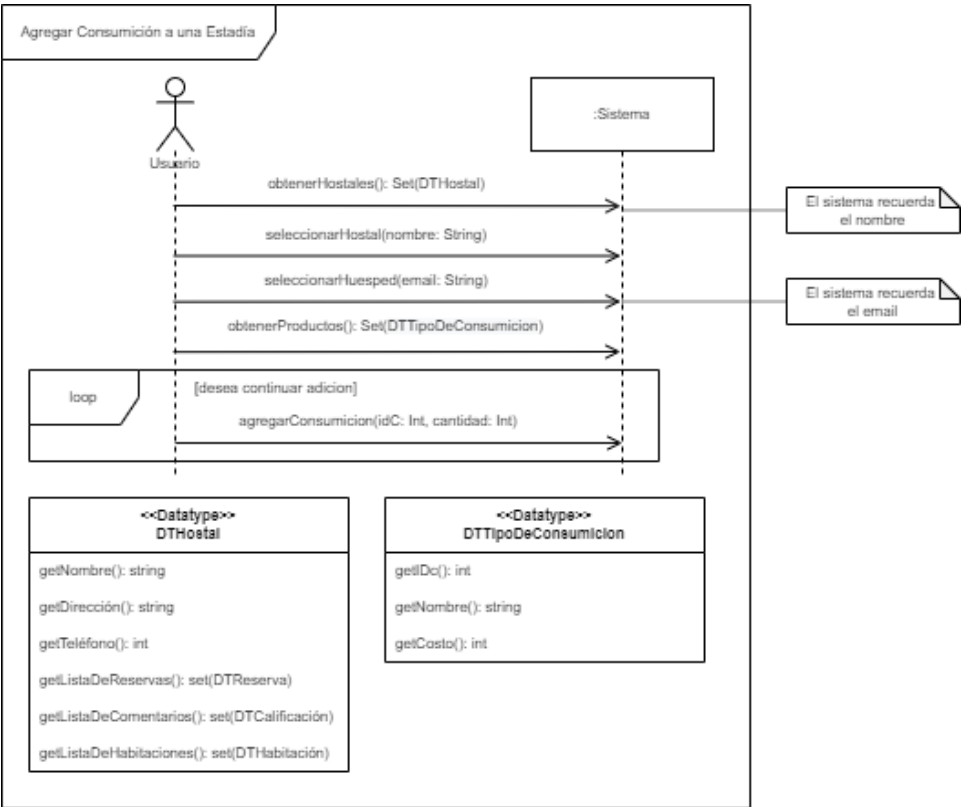 Agregar Consumición a una Estadía
:Sistema
Usuario
obtenerHostales(): Set(DTHostal)
El sistema recuerda
el nombre
seleccionarHostal(nombre: String)
seleccionarHuesped(email: String)
El sistema recuerda
el email
obtenerProductos(): Set(DTTipoDeConsumicion)
loop
[desea continuar adicion]
agregarConsumicion(idC: Int, cantidad: Int)
<<Datatype>>
DTHostal
getNombre(): string
getDirección(): string
getTeléfono(): int
getListaDeReservas(): set(DTReserva)
getListaDeComentarios(): set(DTCalificación)
getListaDeHabitaciones(): set(DTHabitación)
<<Datatype>>
DTTipoDeConsumicion
getIDc(): int
getNombre(): string
getCosto(): int